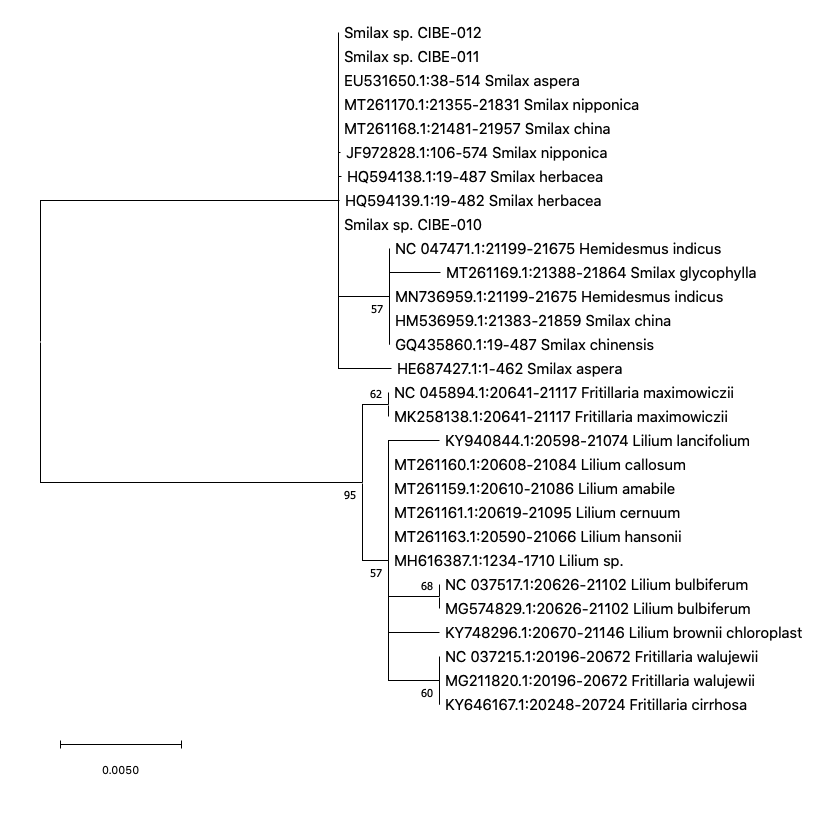 Smilax sp. CIBE-012
Smilax sp. CIBE-011
EU531650.1:38-514 Smilax aspera
MT261170.1:21355-21831 Smilax nipponica
MT261168.1:21481-21957 Smilax china
JF972828.1:106-574 Smilax nipponica
HQ594138.1:19-487 Smilax herbacea
HQ594139.1:19-482 Smilax herbacea
Smilax sp. CIBE-010
NC 047471.1:21199-21675 Hemidesmus indicus
MT261169.1:21388-21864 Smilax glycophylla
MN736959.1:21199-21675 Hemidesmus indicus
57
HM536959.1:21383-21859 Smilax china
GQ435860.1:19-487 Smilax chinensis
HE687427.1:1-462 Smilax aspera
62
NC 045894.1:20641-21117 Fritillaria maximowiczii
MK258138.1:20641-21117 Fritillaria maximowiczii
KY940844.1:20598-21074 Lilium lancifolium
MT261160.1:20608-21084 Lilium callosum
MT261159.1:20610-21086 Lilium amabile
95
MT261161.1:20619-21095 Lilium cernuum
MT261163.1:20590-21066 Lilium hansonii
MH616387.1:1234-1710 Lilium sp.
57
68
NC 037517.1:20626-21102 Lilium bulbiferum
MG574829.1:20626-21102 Lilium bulbiferum
KY748296.1:20670-21146 Lilium brownii chloroplast
NC 037215.1:20196-20672 Fritillaria walujewii
MG211820.1:20196-20672 Fritillaria walujewii
60
KY646167.1:20248-20724 Fritillaria cirrhosa
0.0050